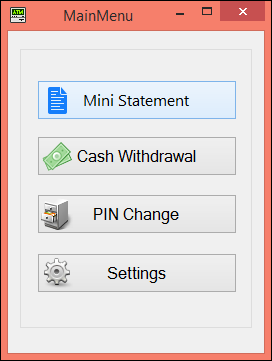 MainMenu
Mini Statement
Cash Withdrawal
PIN Change
Settings